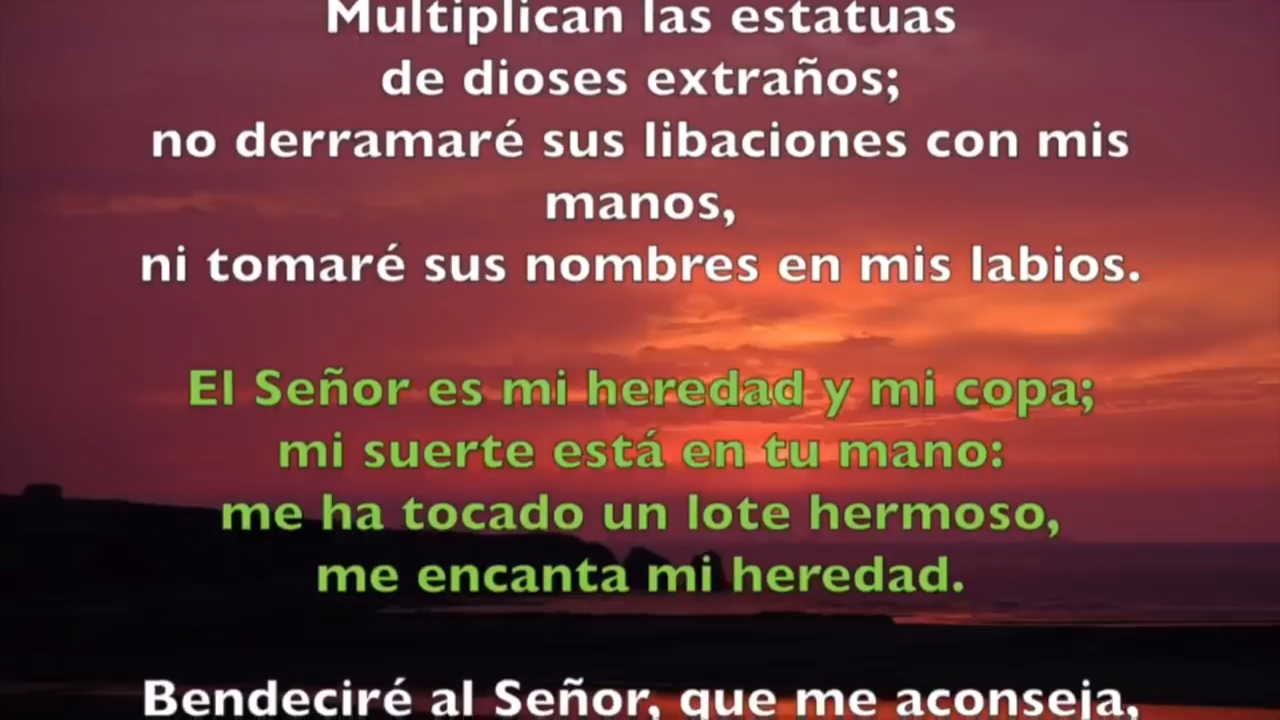 Multiplican las estatuas
de dioses extraños;
no derramaré sus libaciones con mis
manos,
ni tomaré sus nombres en mis labios.
El Señor es mi heredad y mi copa;
mi suerte está en tu mano:
me ha tocado un lote hermoso,
me encanta mi heredad.
Bendeciré al Señor, que me aconseja,